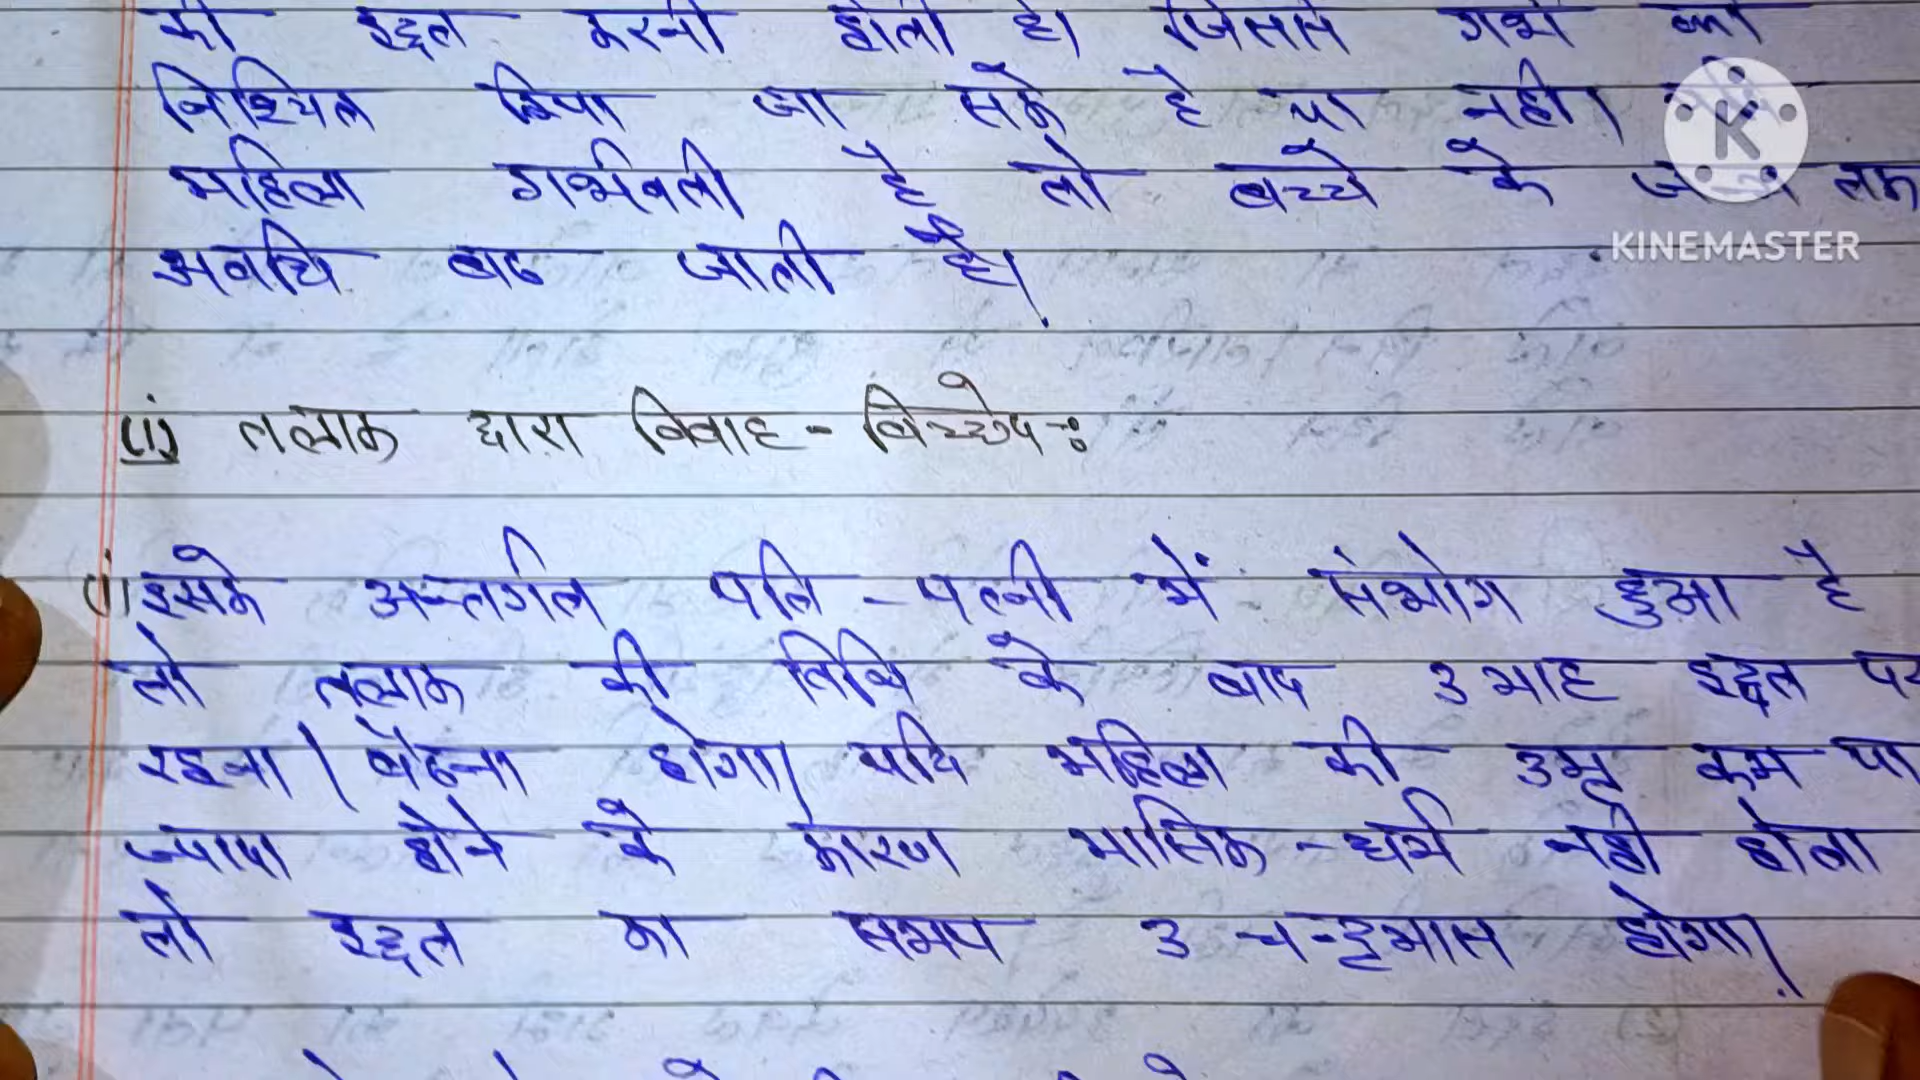 की इद्दत करनी होती है। जिससे गर्भ का
निश्चित किया जा सके है या नही।
महिला गर्भवती है तो बच्चे के तक
अवधि बढ जाती है।
KINEMASTER
(ii) तलाक द्वारा विवाह - विच्छेद -:
(i) इसके अन्तर्गत पति - पत्नी में संभोग हुआ है
तो तलाक की तिथि के बाद 3 माह इद्दत पर
रहना / बैठना होगा। यदि महिला की उम्र कम या
ज्यादा होने के कारण मासिक - धर्म नही होता
तो इद्दत का समय 3 चन्द्रमास होगा।